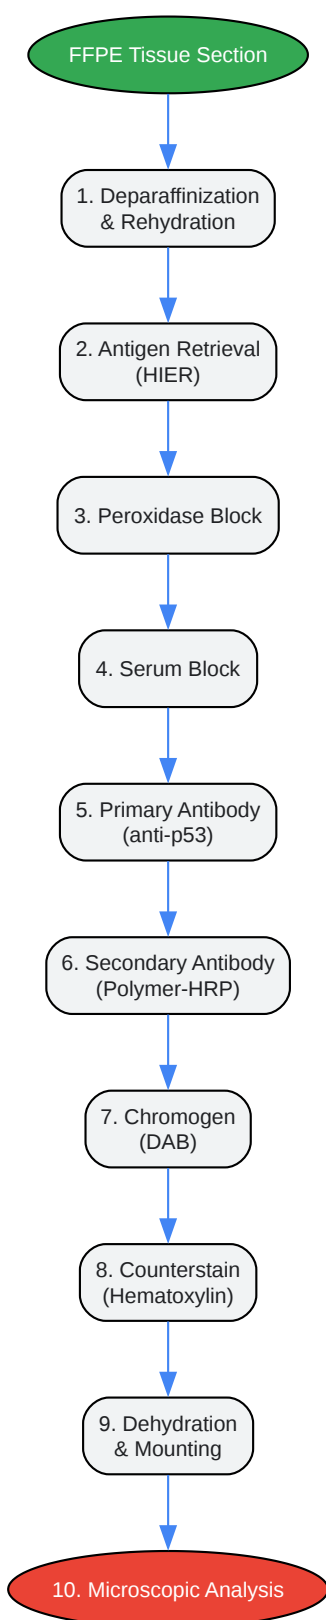 FFPE Tissue Section
1. Deparaffinization
& Rehydration
2. Antigen Retrieval
(HIER)
3. Peroxidase Block
4. Serum Block
5. Primary Antibody
(anti-p53)
6. Secondary Antibody
(Polymer-HRP)
7. Chromogen
(DAB)
8. Counterstain
(Hematoxylin)
9. Dehydration
& Mounting
10. Microscopic Analysis